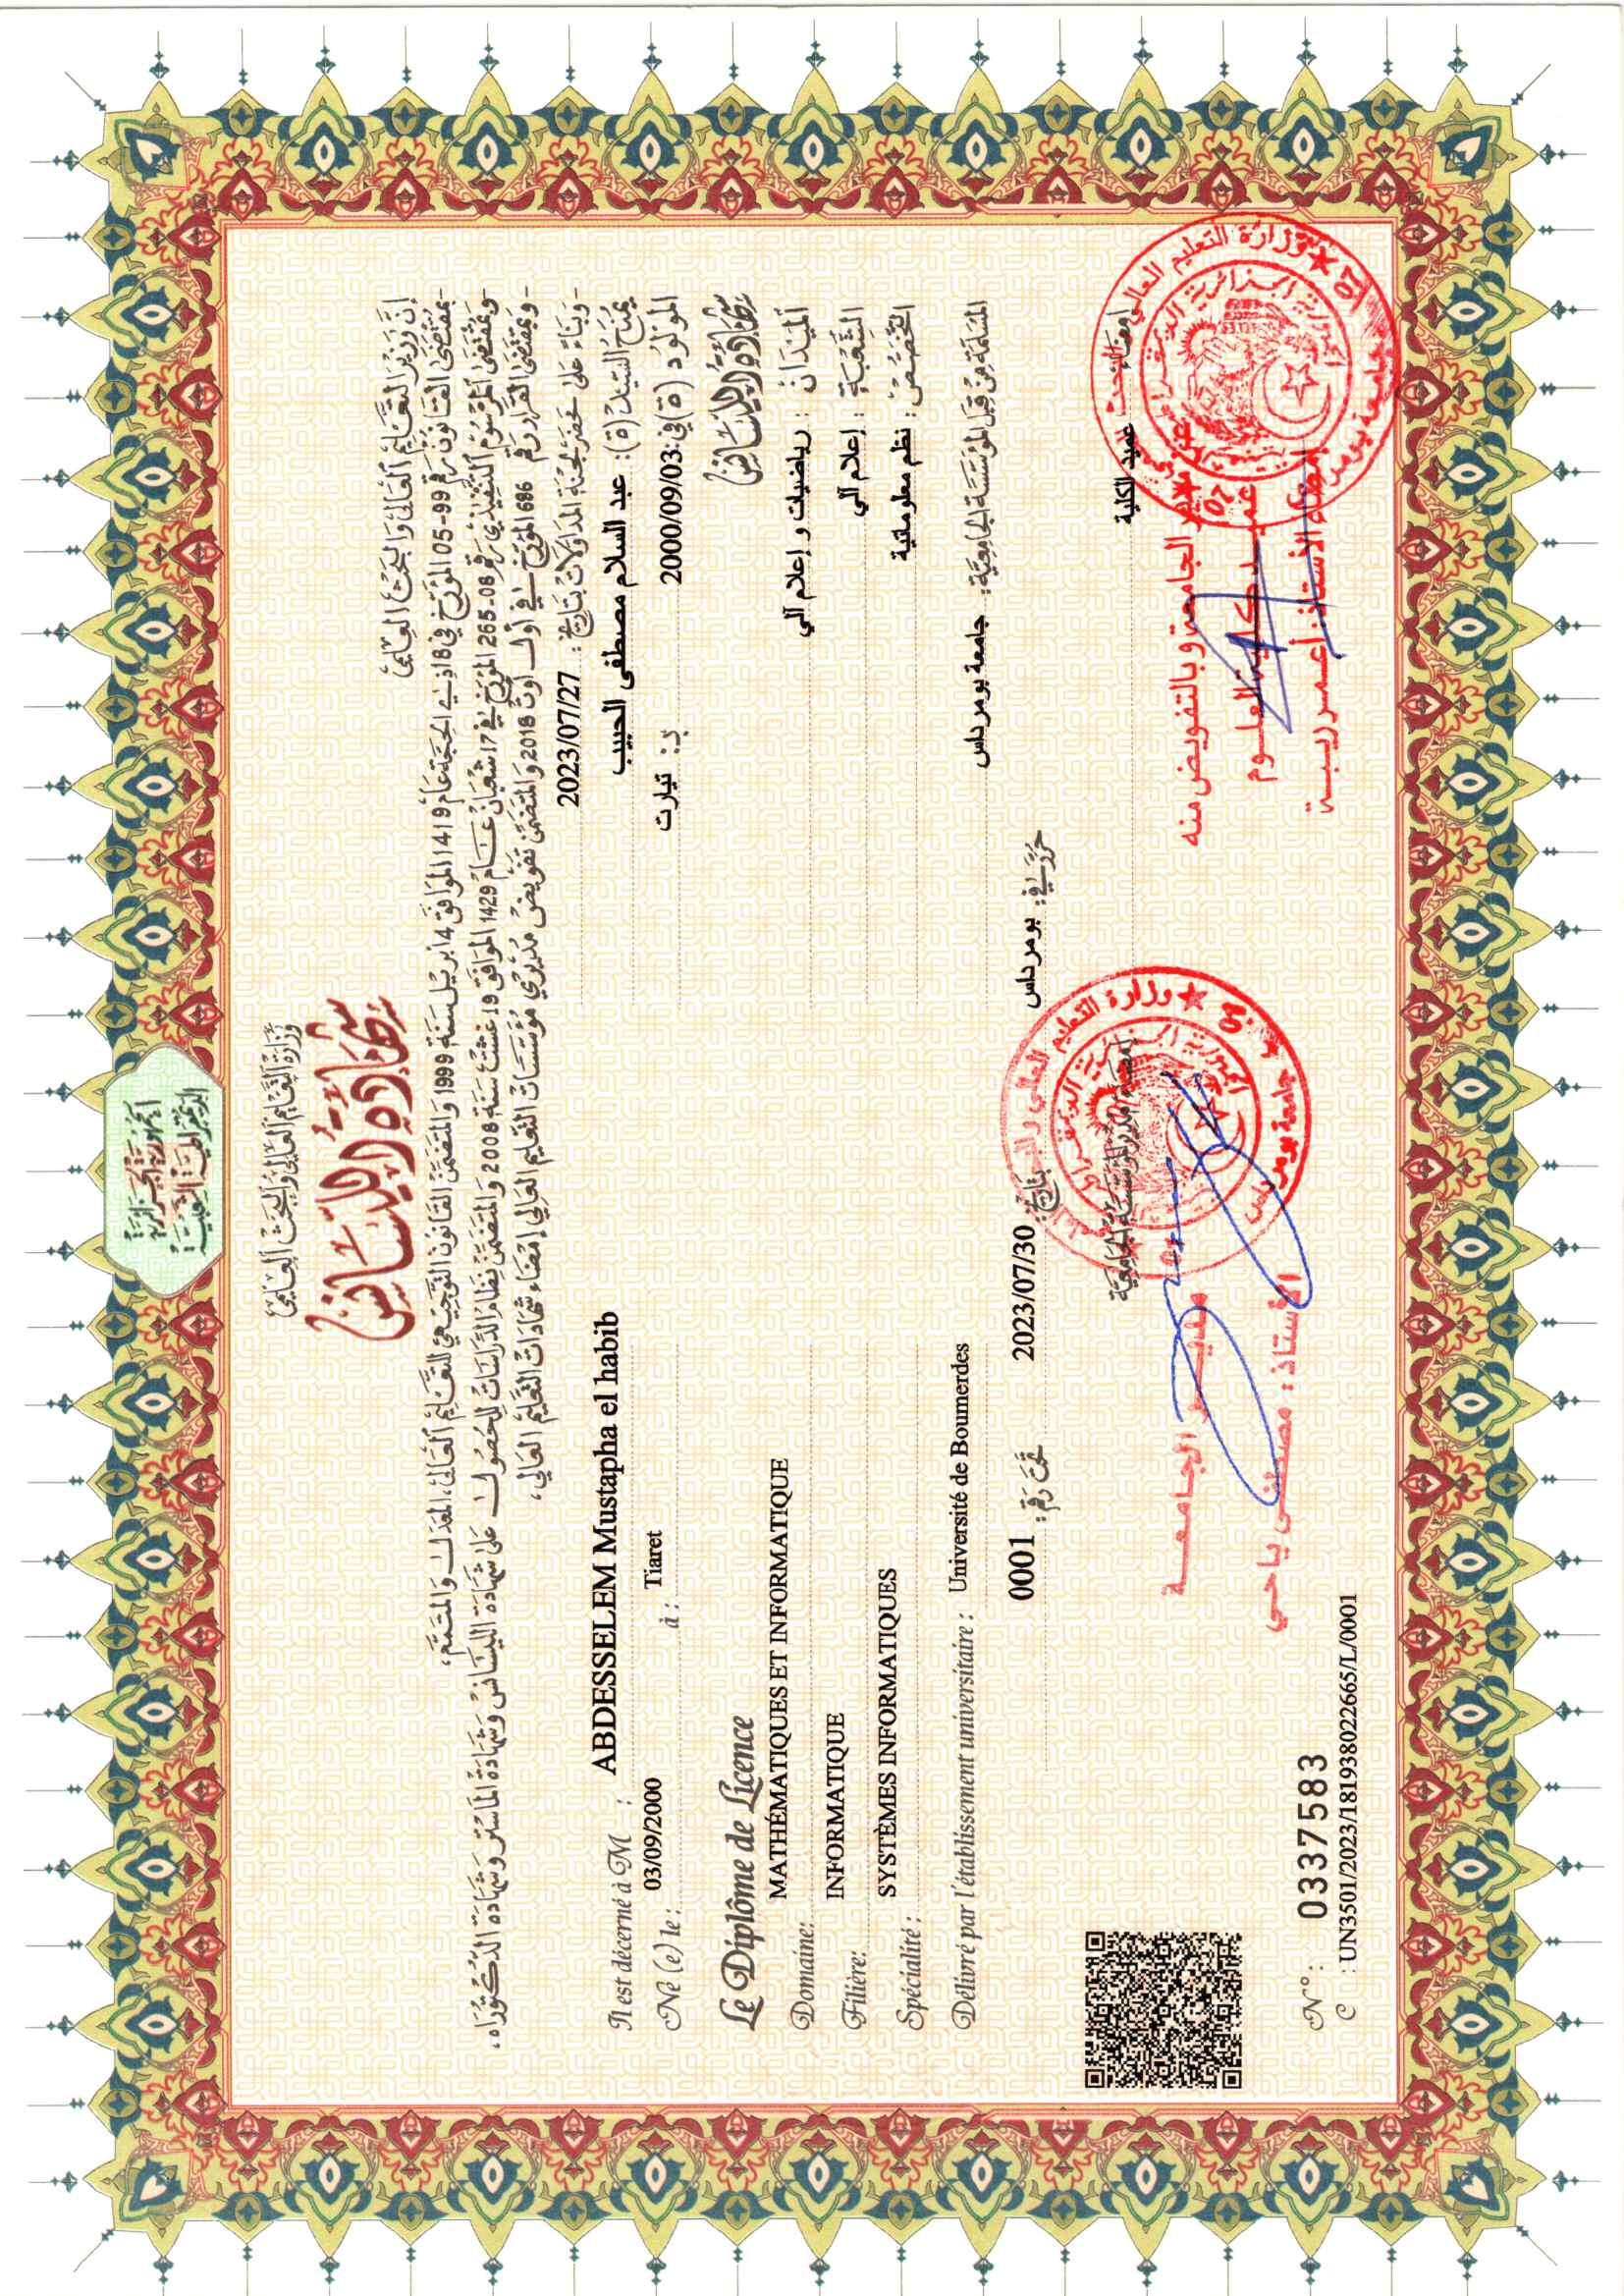 الجمهورية الجزائرية
الديمقراطية الشعبية
وزارة التعليم العالي والبحث العلمي
شهادة الليسانس
إن وزير التعليم العالي والبحث العلمي
- بمقتضى القانون رقم 99-05 المؤرخ في 18 ذي الحجة عام 1419 الموافق 4 أبريل سنة 1999 والمتضمن القانون التوجيهي للتعليم العالي، المعدل والمتمم،
- وبمقتضى المرسوم التنفيذي رقم 08-265 المؤرخ في 17 شعبان عام 1429 الموافق 19 غشت سنة 2008 والمتضمن نظام الدراسات للحصول على شهادة الليسانس وشهادة الماستر وشهادة الدكتوراه،
- وبمقتضى القرار رقم 686 المؤرخ في أول أوت 2018 والمتضمن تفويض مديري مؤسسات التعليم العالي إمضاء شهادات التعليم العالي،
- وبناء على محضر لجنة المداولات بتاريخ: 2023/07/27
يمنح السيد(ة): عبد السلام مصطفى الحبيب
Il est décerné à M : ABDESSELEM Mustapha el habib
المولود (ة) في: 2000/09/03 بـ: تيارت
Né (e) le : 03/09/2000 à : Tiaret
شهادة الليسانس
Le Diplôme de Licence
الميدان : رياضيات و إعلام آلي
Domaine: MATHÉMATIQUES ET INFORMATIQUE
الشعبة : إعلام آلي
Filière: INFORMATIQUE
التخصص : نظم معلوماتية
Spécialité : SYSTÈMES INFORMATIQUES
المسلمة من قبل المؤسسة الجامعية: جامعة بومرداس
Délivré par l'établissement universitaire : Université de Boumerdes
حرر في: بومرداس بتاريخ: 2023/07/30 تحت رقم: 0001
إمضاء عميد الكلية
إمضاء مدير المؤسسة الجامعية
عن مدير الجامعة و بالتفويض منه
عميد كلية العلوم
إمضاء الأستاذ: أعمر ريبة
مدير الجامعة
الأستاذ: مصطفى ياحي
وزارة التعليم العالي و البحث العلمي
جامعة بومرداس
07
N°: 0337583
C : UN3501/2023/181938022665/L/0001